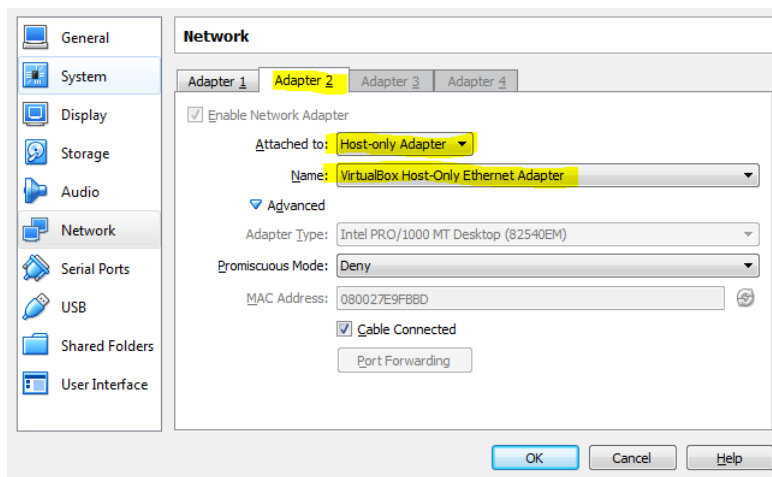 General
System
Display
Storage
Audio
Network
Serial Ports
USB
Shared Folders
User Interface
Network
Adapter 1 Adapter 2 Adapter 3 Adapter 4
Enable Network Adapter
Attached to: Host-only Adapter
Name: VirtualBox Host-Only Ethernet Adapter
Advanced
Adapter Type: Intel PRO/1000 MT Desktop (82540EM)
Promiscuous Mode: Deny
MAC Address: 080027E9FBBD
Cable Connected
Port Forwarding
OK Cancel Help